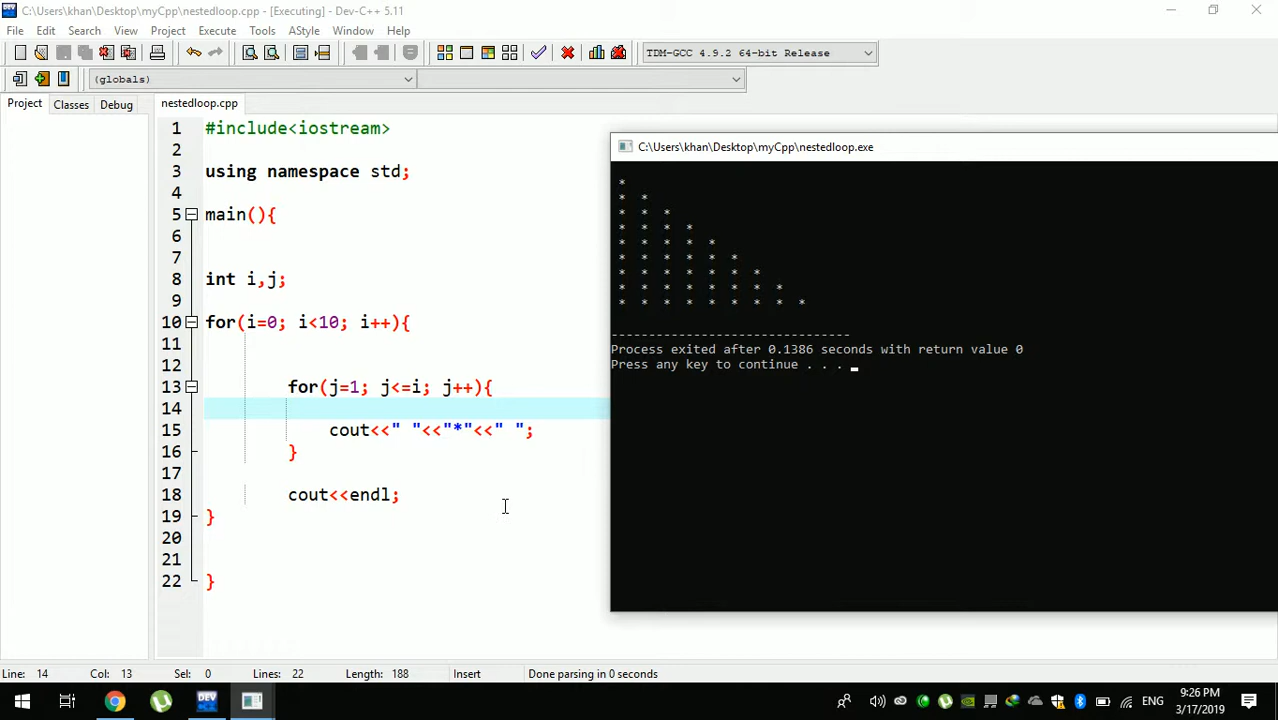 C:\Users\khan\Desktop\myCpp\nestedloop.cpp - [Executing] - Dev-C++ 5.11
File Edit Search View Project Execute Tools AStyle Window Help
TDM-GCC 4.9.2 64-bit Release
(globals)
Project Classes Debug
nestedloop.cpp
1 #include<iostream>
2
3 using namespace std;
4
5 main(){
6
7
8 int i,j;
9
10 for(i=0; i<10; i++){
11
12
13 for(j=1; j<=i; j++){
14
15 cout<<" "<<"*"<<" ";
16 }
17
18 cout<<endl;
19 }
20
21
22 }
C:\Users\khan\Desktop\myCpp\nestedloop.exe
*
* *
* * *
* * * *
* * * * *
* * * * * *
* * * * * * *
* * * * * * * *
* * * * * * * * *
--------------------------------
Process exited after 0.1386 seconds with return value 0
Press any key to continue . . .
Line: 14 Col: 13 Sel: 0 Lines: 22 Length: 188 Insert Done parsing in 0 seconds
DEV
ENG
9:26 PM
3/17/2019